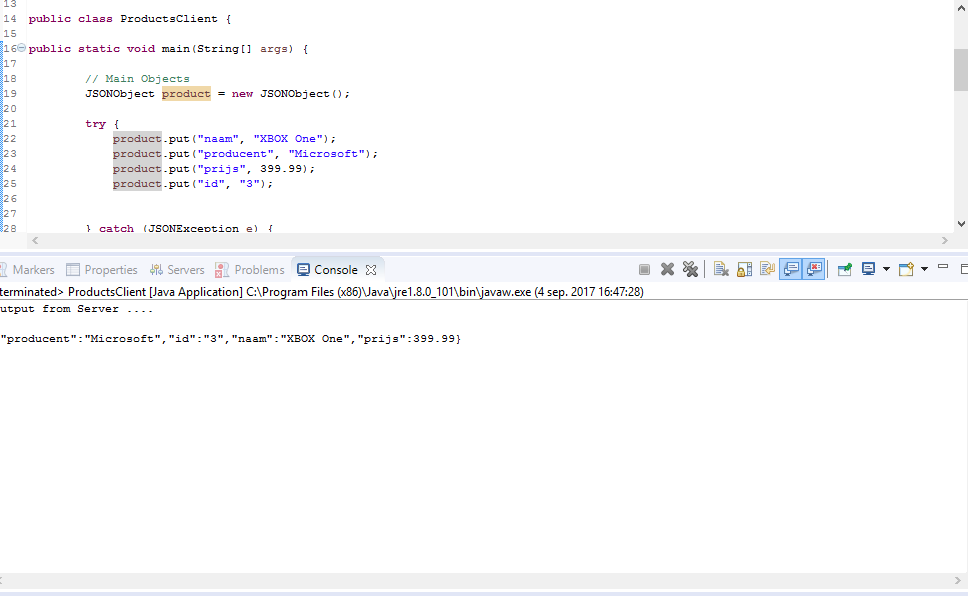 13
14 public class ProductsClient {
15
16 public static void main(String[] args) {
17
18 // Main Objects
19 JSONObject product = new JSONObject();
20
21 try {
22 product.put("naam", "XBOX One");
23 product.put("producent", "Microsoft");
24 product.put("prijs", 399.99);
25 product.put("id", "3");
26
27
28 } catch (JSONException e) {
Markers Properties Servers Problems Console
terminated> ProductsClient [Java Application] C:\Program Files (x86)\Java\jre1.8.0_101\bin\javaw.exe (4 sep. 2017 16:47:28)
utput from Server ....
"producent":"Microsoft","id":"3","naam":"XBOX One","prijs":399.99}